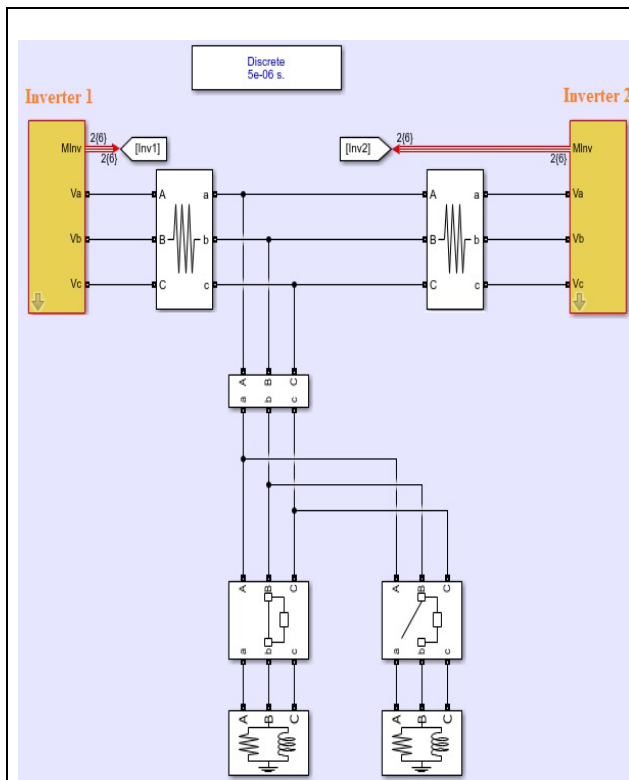 Discrete
5e-06 s.
Inverter 1
Inverter 2
2{6}
2{6}
MInv
[Inv1]
[Inv2]
2{6}
2{6}
MInv
Va
A
a
A
a
Va
Vb
B
b
B
b
Vb
Vc
C
c
C
c
Vc
A
B
C
a
b
c
A
B
C
A
B
C
a
b
c
a
b
c
A
B
C
A
B
C